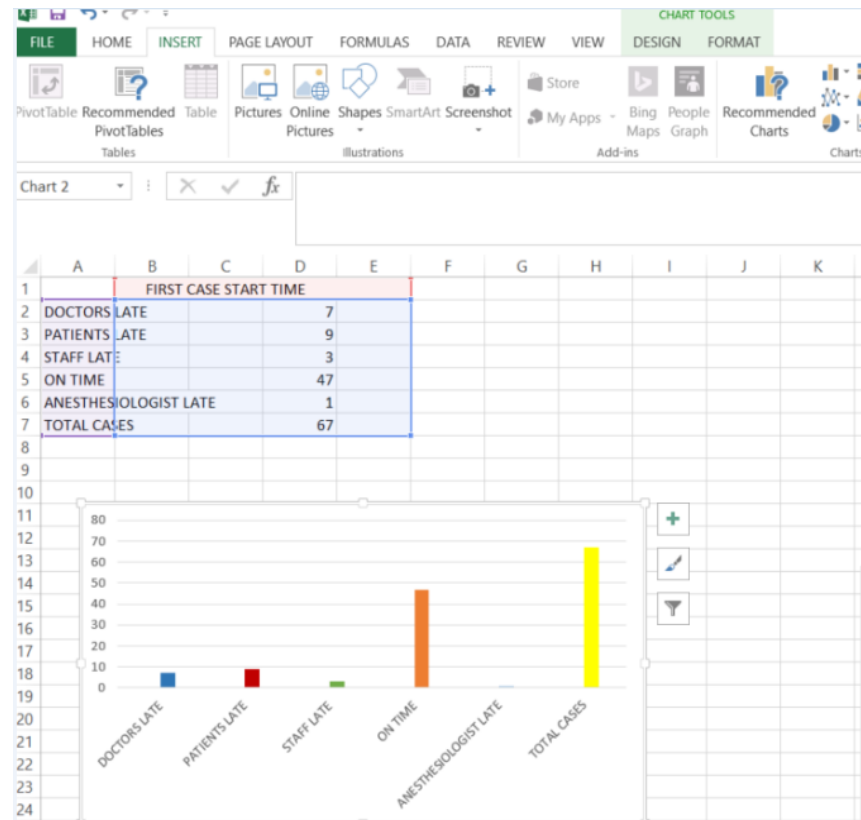 CHART TOOLS
FILE HOME INSERT PAGE LAYOUT FORMULAS DATA REVIEW VIEW DESIGN FORMAT
PivotTable Recommended PivotTables Table Pictures Online Pictures Shapes SmartArt Screenshot Store My Apps Bing Maps People Graph Recommended Charts
Tables Illustrations Add-ins Charts
Chart 2 fx
A B C D E F G H I J K
1 FIRST CASE START TIME
2 DOCTORS LATE 7
3 PATIENTS LATE 9
4 STAFF LATE 3
5 ON TIME 47
6 ANESTHESIOLOGIST LATE 1
7 TOTAL CASES 67
8
9
10
11
12
13
14
15
16
17
18
19
20
21
22
23
24
80
70
60
50
40
30
20
10
0
DOCTORS LATE PATIENTS LATE STAFF LATE ON TIME ANESTHESIOLOGIST LATE TOTAL CASES